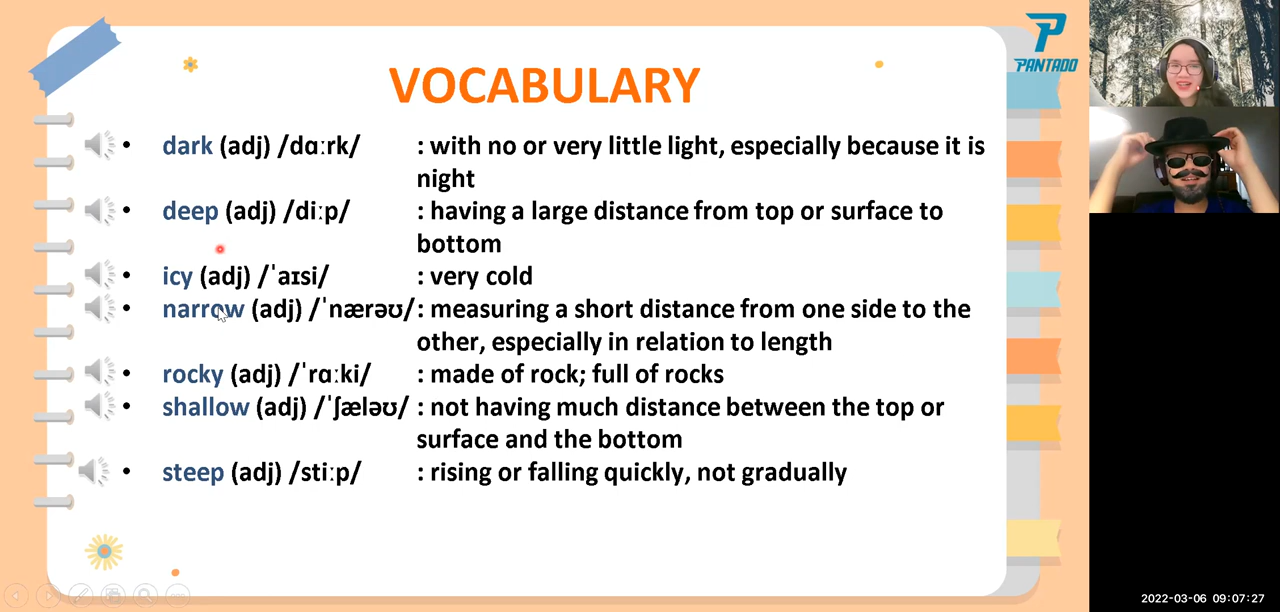 PANTADO
VOCABULARY
• dark (adj) /dɑːrk/ : with no or very little light, especially because it is
night
• deep (adj) /diːp/ : having a large distance from top or surface to
bottom
• icy (adj) /ˈaɪsi/ : very cold
• narrow (adj) /ˈnærəʊ/ : measuring a short distance from one side to the
other, especially in relation to length
• rocky (adj) /ˈrɑːki/ : made of rock; full of rocks
• shallow (adj) /ˈʃæləʊ/ : not having much distance between the top or
surface and the bottom
• steep (adj) /stiːp/ : rising or falling quickly, not gradually
2022-03-06 09:07:27